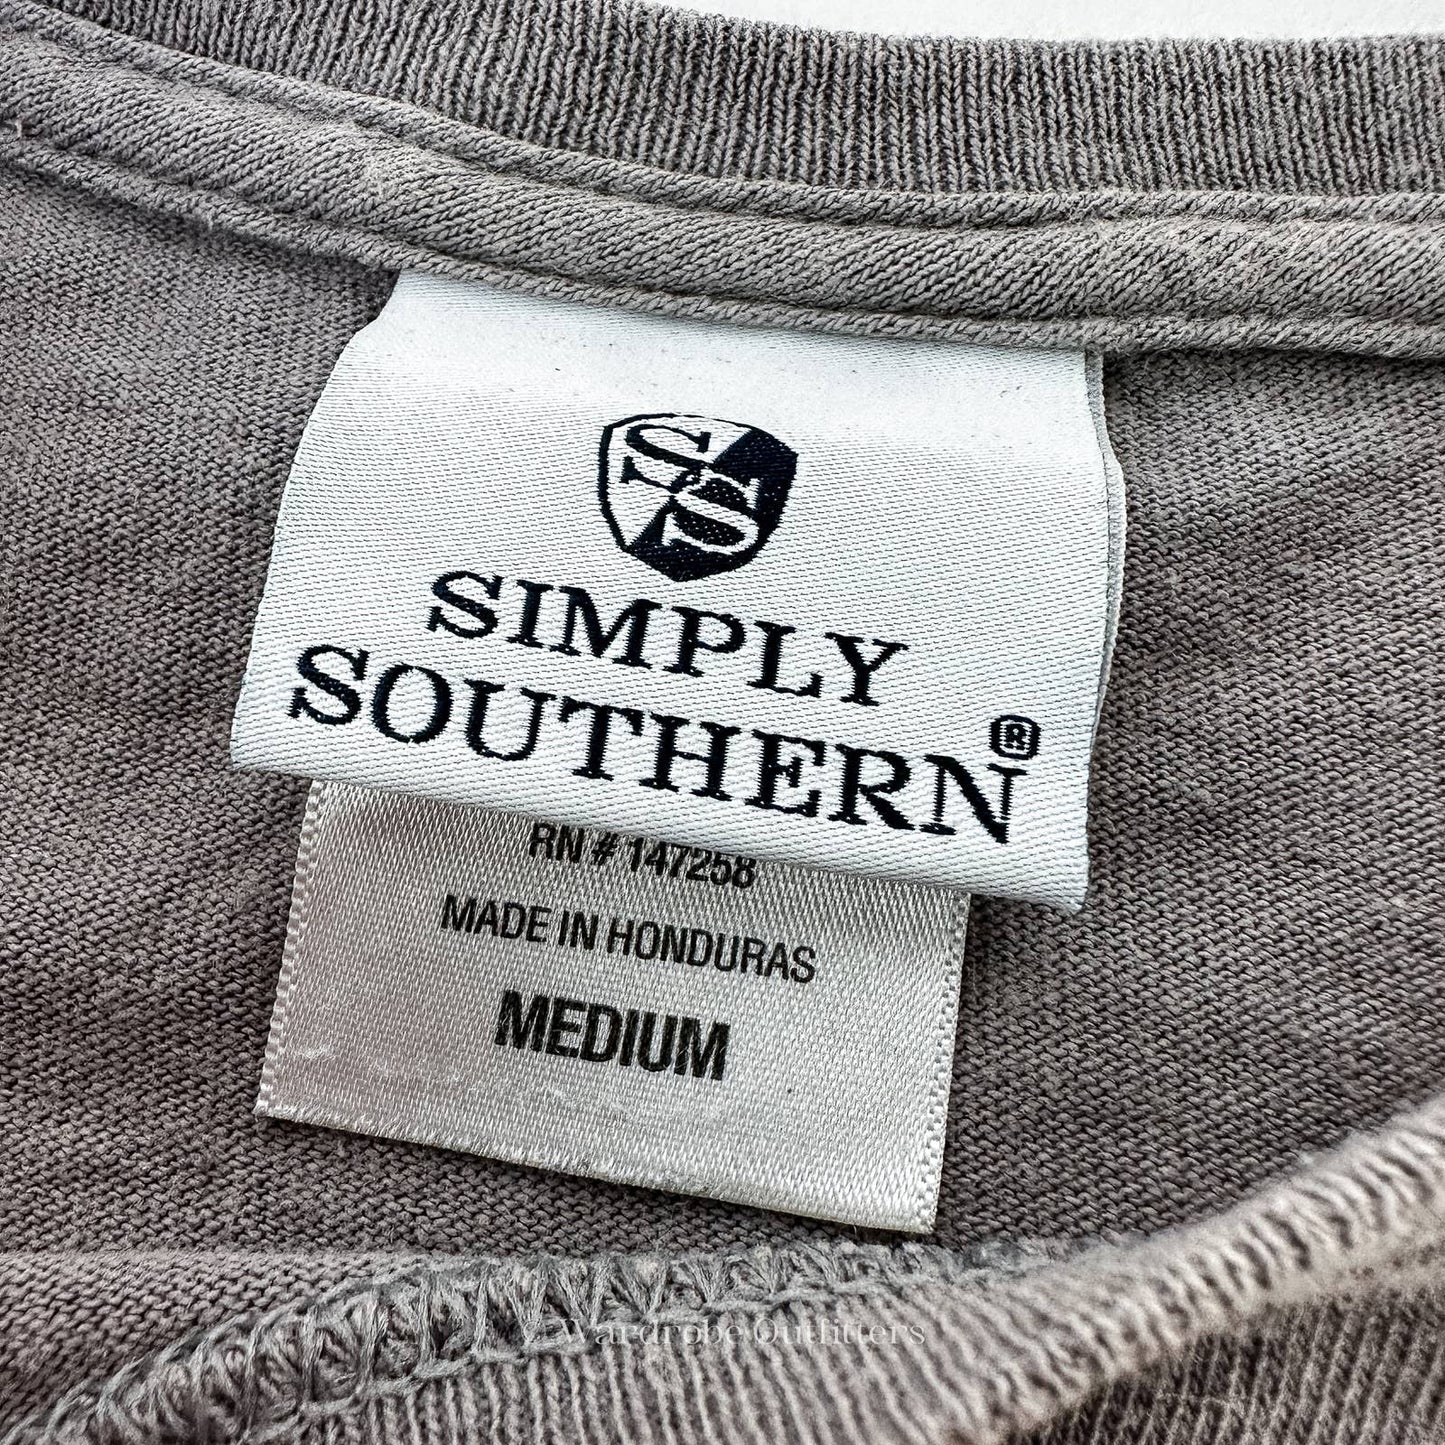 SS
SIMPLY
SOUTHERN®
RN # 147258
MADE IN HONDURAS
MEDIUM
Wardrobe Outfitters